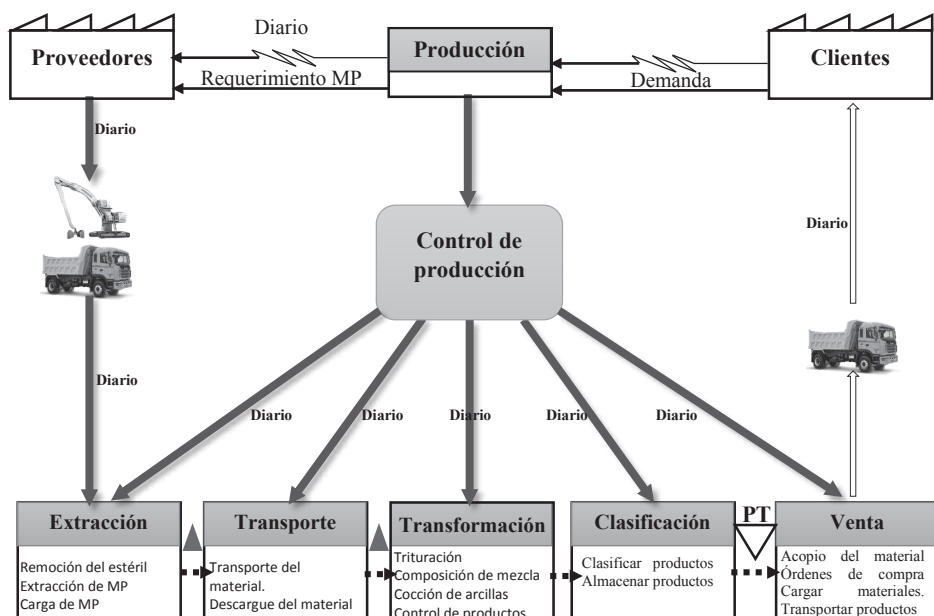 Diario
Proveedores
Producción
Clientes
Requerimiento MP
Demanda
Diario
Diario
Control de
producción
Diario
Diario
Diario
Diario
Diario
Diario
Extracción
Transporte
Transformación
Clasificación
PT
Venta
Remoción del estéril
Extracción de MP
Carga de MP
Transporte del
material.
Descargue del material
Trituración
Composición de mezcla
Cocción de arcillas
Control de productos
Clasificar productos
Almacenar productos
Acopio del material
Órdenes de compra
Cargar materiales.
Transportar productos